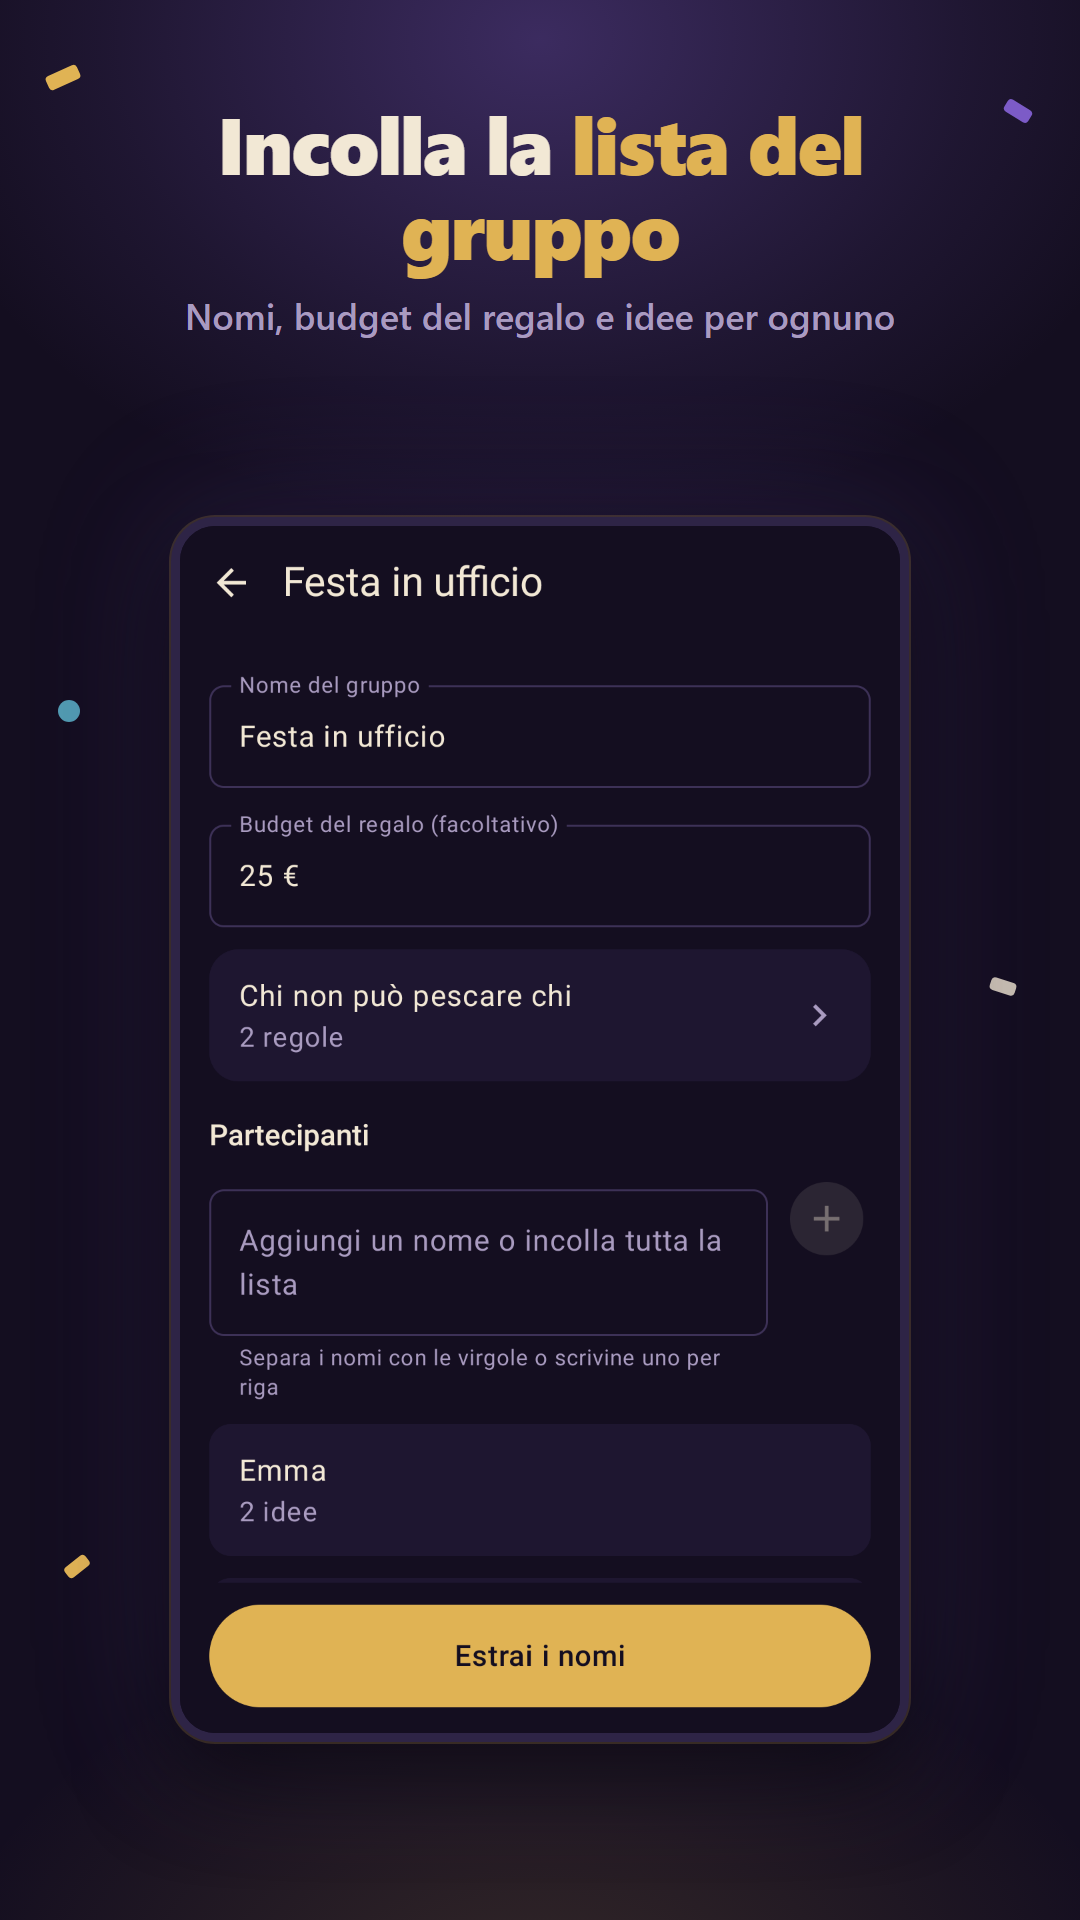 Incolla la lista del
gruppo
Nomi, budget del regalo e idee per ognuno
Festa in ufficio
Nome del gruppo
Festa in ufficio
Budget del regalo (facoltativo)
25 €
Chi non può pescare chi
2 regole
Partecipanti
Aggiungi un nome o incolla tutta la
lista
Separa i nomi con le virgole o scrivine uno per
riga
Emma
2 idee
Estrai i nomi